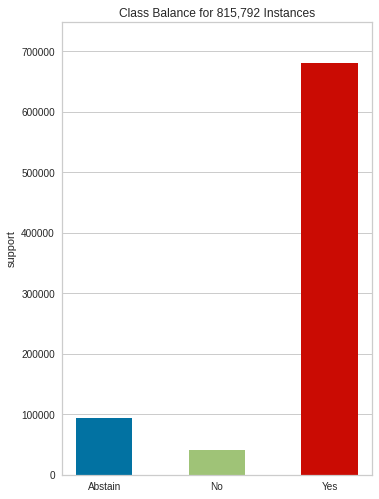 Class Balance for 815,792 Instances
700000
600000
500000
400000
300000
200000
100000
0
support
Abstain
No
Yes